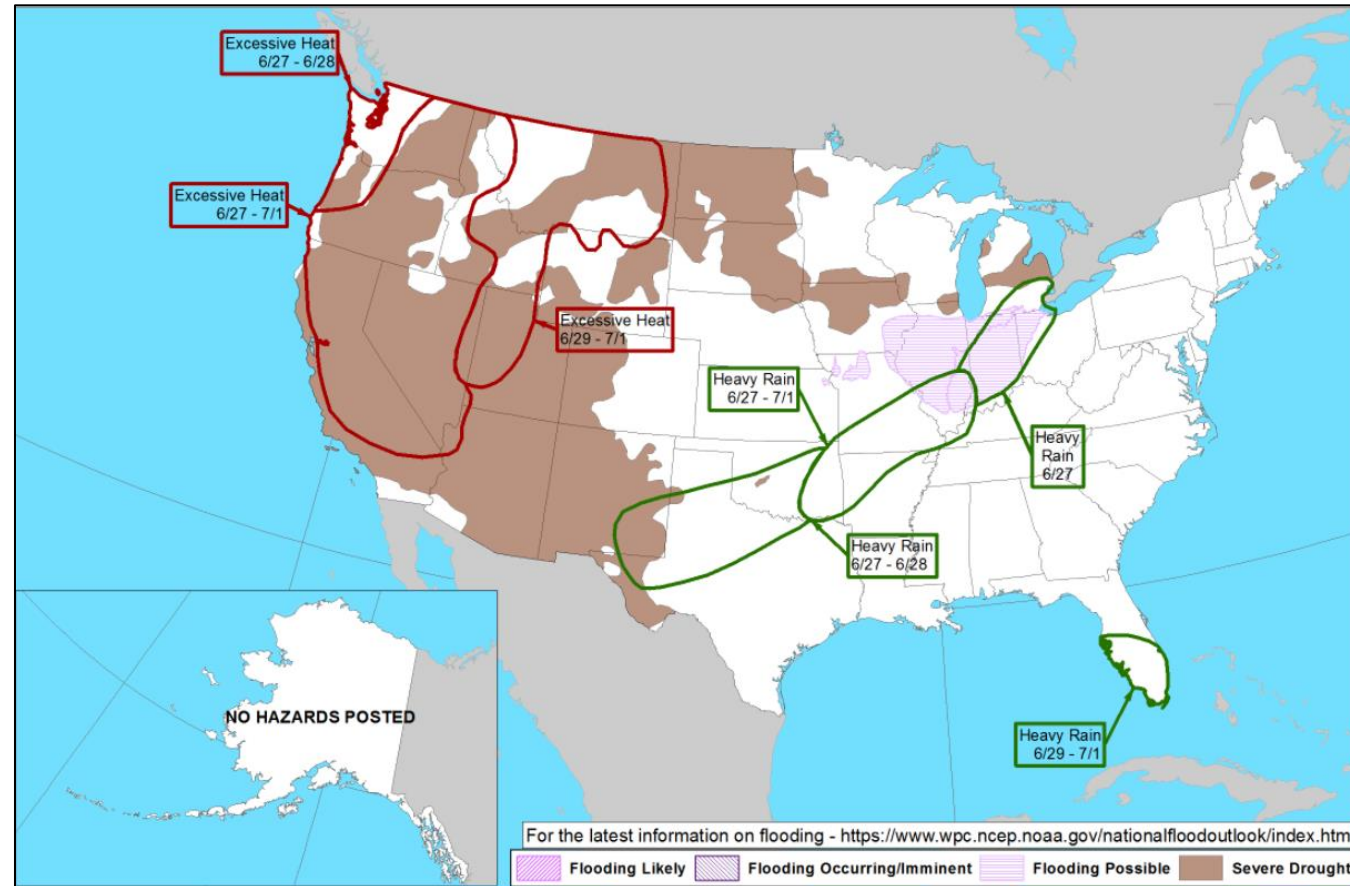 Excessive Heat
6/27 - 6/28
Excessive Heat
6/27 - 7/1
Excessive Heat
6/29 - 7/1
Heavy Rain
6/27 - 7/1
Heavy
Rain
6/27
Heavy Rain
6/27 - 6/28
NO HAZARDS POSTED
Heavy Rain
6/29 - 7/1
For the latest information on flooding - https://www.wpc.ncep.noaa.gov/nationalfloodoutlook/index.htm
Flooding Likely Flooding Occurring/Imminent Flooding Possible Severe Drought